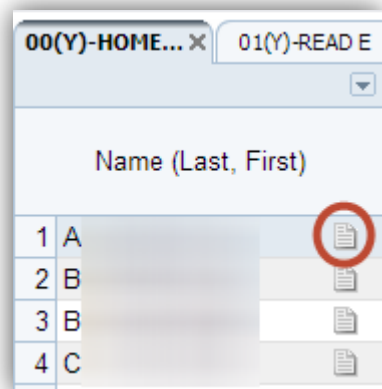 00(Y)-HOME... 01(Y)-READ E
Name (Last, First)
1 A
2 B
3 B
4 C